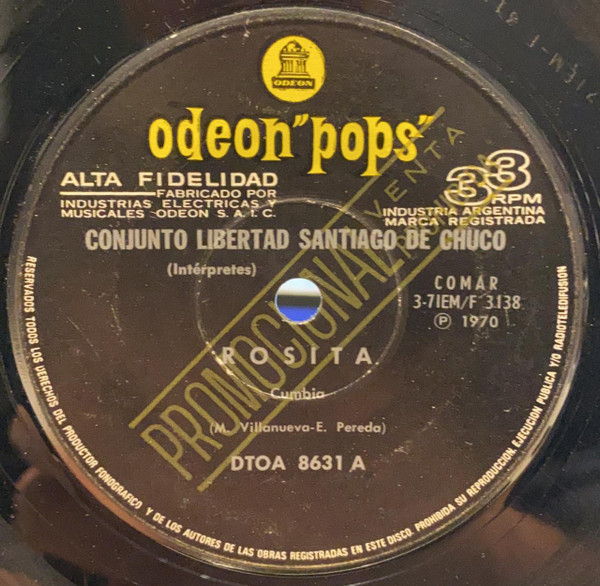 ODEON
odeon "pops"
ALTA FIDELIDAD
FABRICADO POR
INDUSTRIAS ELECTRICAS Y
MUSICALES ODEON S.A.I.C.
33
RPM
INDUSTRIA ARGENTINA
MARCA REGISTRADA
CONJUNTO LIBERTAD SANTIAGO DE CHUCO
(Intérpretes)
COMAR
3-7IEM/F 3.138
Ⓟ 1970
ROSITA
Cumbia
(M. Villanueva-E. Pereda)
DTOA 8631 A
PROMOCIONAL
VENTA
RESERVADOS TODOS LOS DERECHOS DEL PRODUCTOR FONOGRAFICO Y DE LOS AUTORES DE LAS OBRAS REGISTRADAS EN ESTE DISCO. PROHIBIDA SU REPRODUCCION, EJECUCION PUBLICA Y/O RADIOTELEDIFUSION